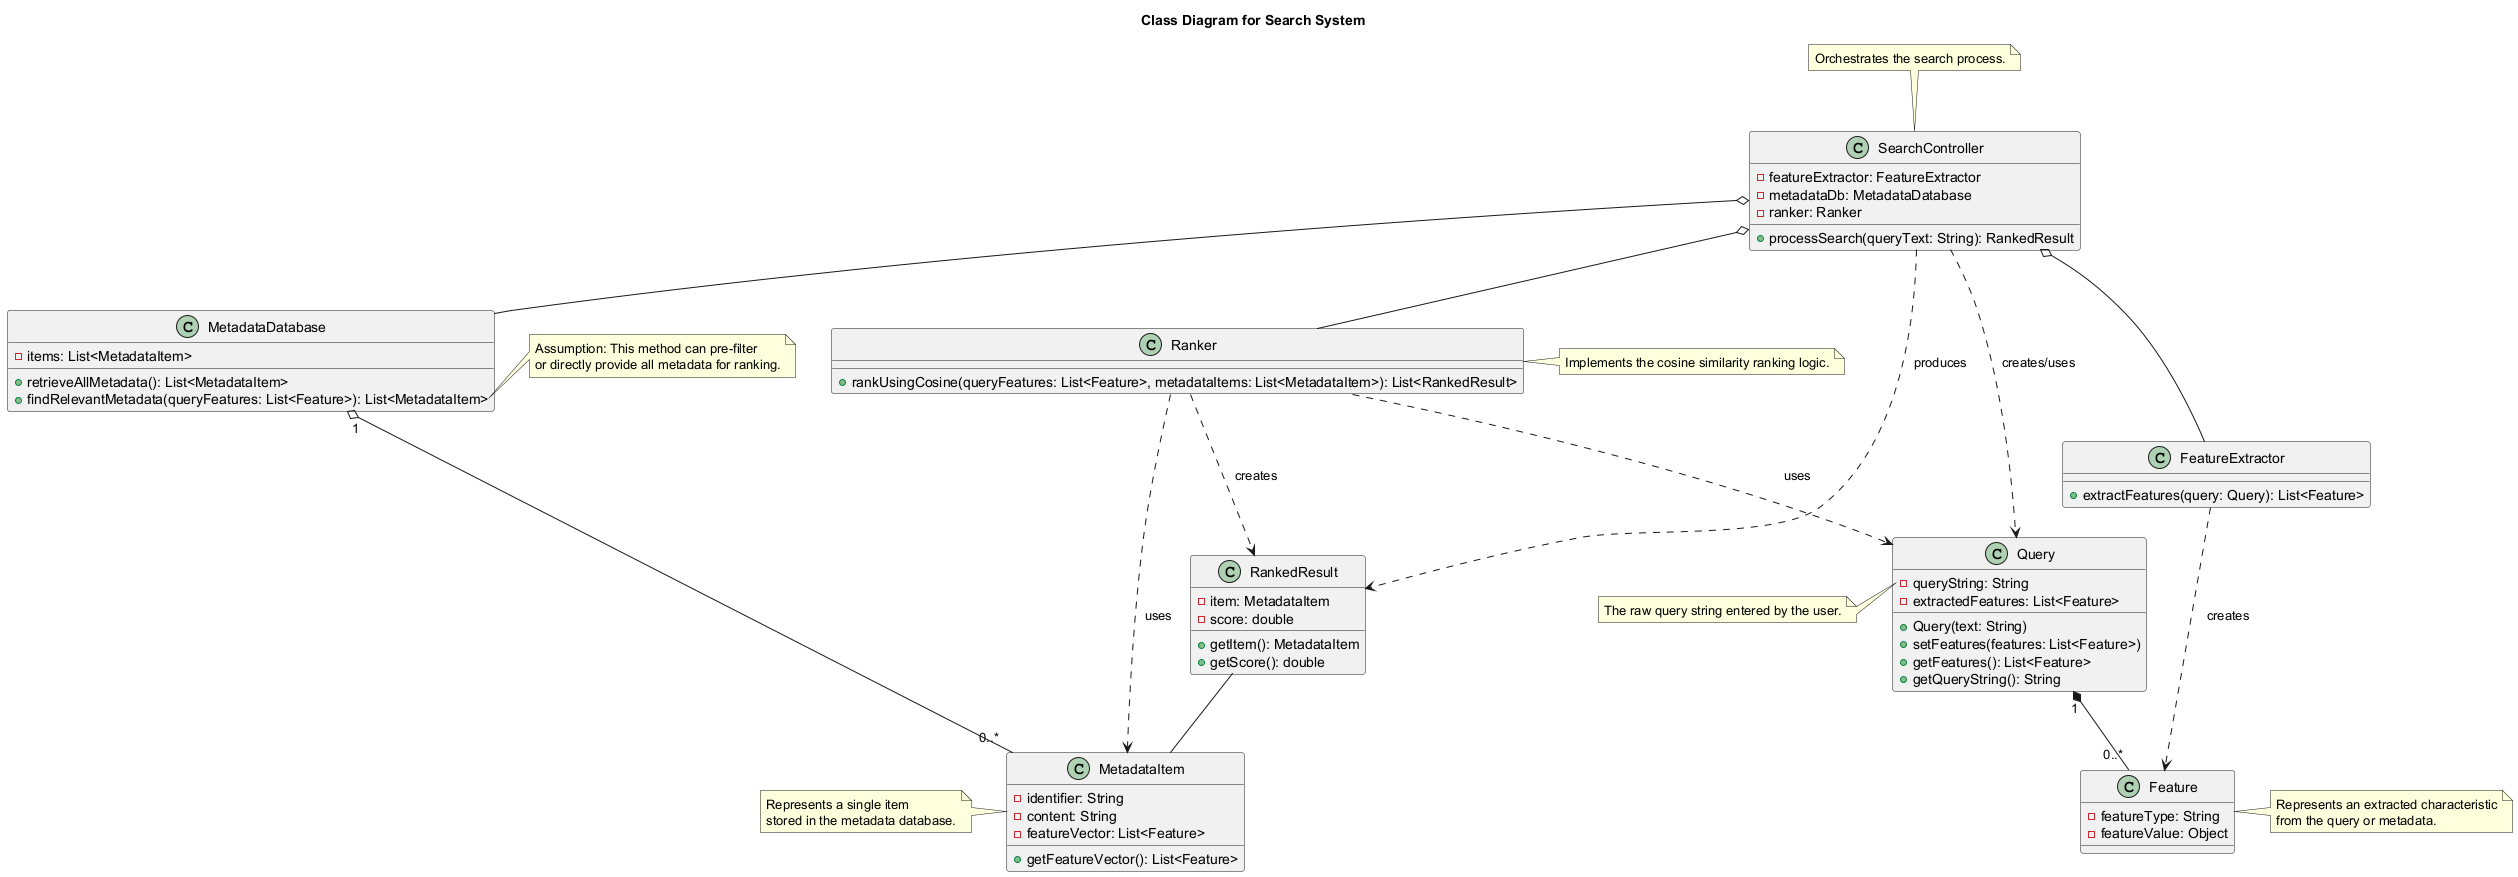 Class Diagram for Search System
Orchestrates the search process.
C SearchController
featureExtractor: FeatureExtractor
metadataDb: MetadataDatabase
ranker: Ranker
processSearch(queryText: String): RankedResult
C MetadataDatabase
items: List<MetadataItem>
retrieveAllMetadata(): List<MetadataItem>
findRelevantMetadata(queryFeatures: List<Feature>): List<MetadataItem>
Assumption: This method can pre-filter
or directly provide all metadata for ranking.
C Ranker
rankUsingCosine(queryFeatures: List<Feature>, metadataItems: List<MetadataItem>): List<RankedResult>
Implements the cosine similarity ranking logic.
produces
creates/uses
1
C FeatureExtractor
extractFeatures(query: Query): List<Feature>
creates
uses
C RankedResult
item: MetadataItem
score: double
getItem(): MetadataItem
getScore(): double
The raw query string entered by the user.
C Query
queryString: String
extractedFeatures: List<Feature>
Query(text: String)
setFeatures(features: List<Feature>)
getFeatures(): List<Feature>
getQueryString(): String
uses
creates
1
0..*
0..*
Represents a single item
stored in the metadata database.
C MetadataItem
identifier: String
content: String
featureVector: List<Feature>
getFeatureVector(): List<Feature>
C Feature
featureType: String
featureValue: Object
Represents an extracted characteristic
from the query or metadata.